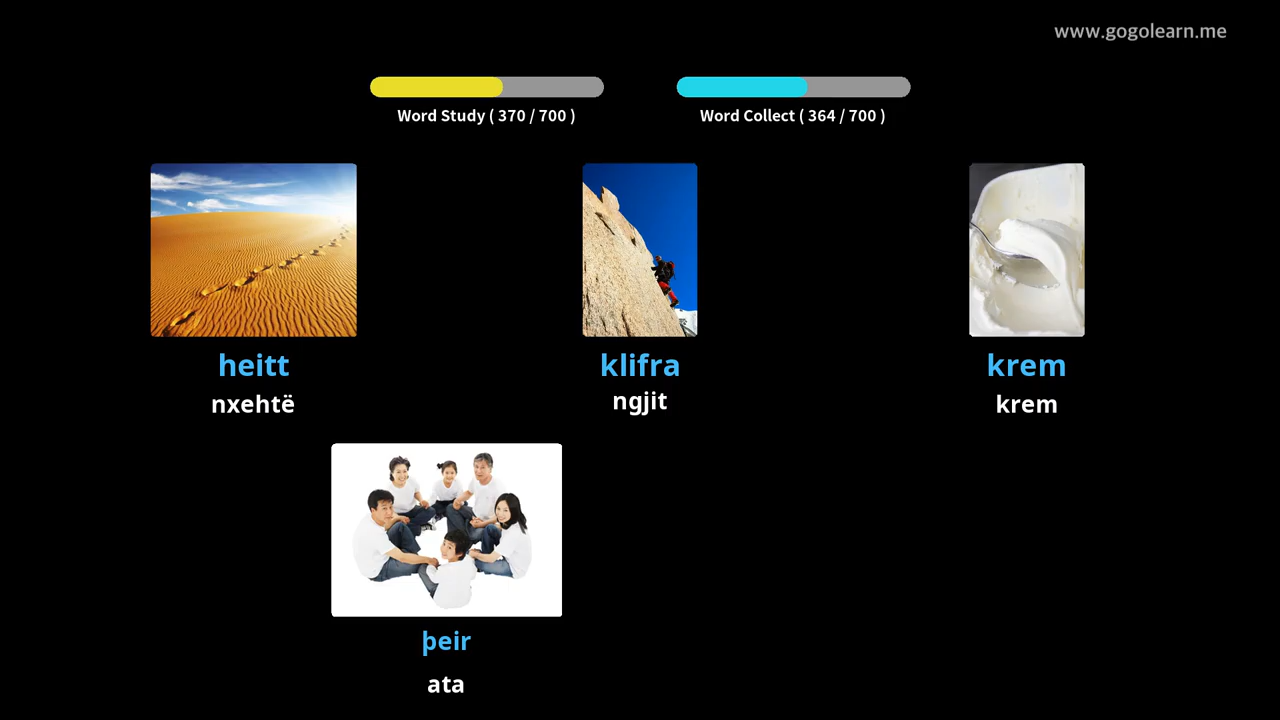 www.gogolearn.me
Word Study ( 370 / 700 )
Word Collect ( 364 / 700 )
heitt
klifra
krem
nxehtë
ngjit
krem
þeir
ata